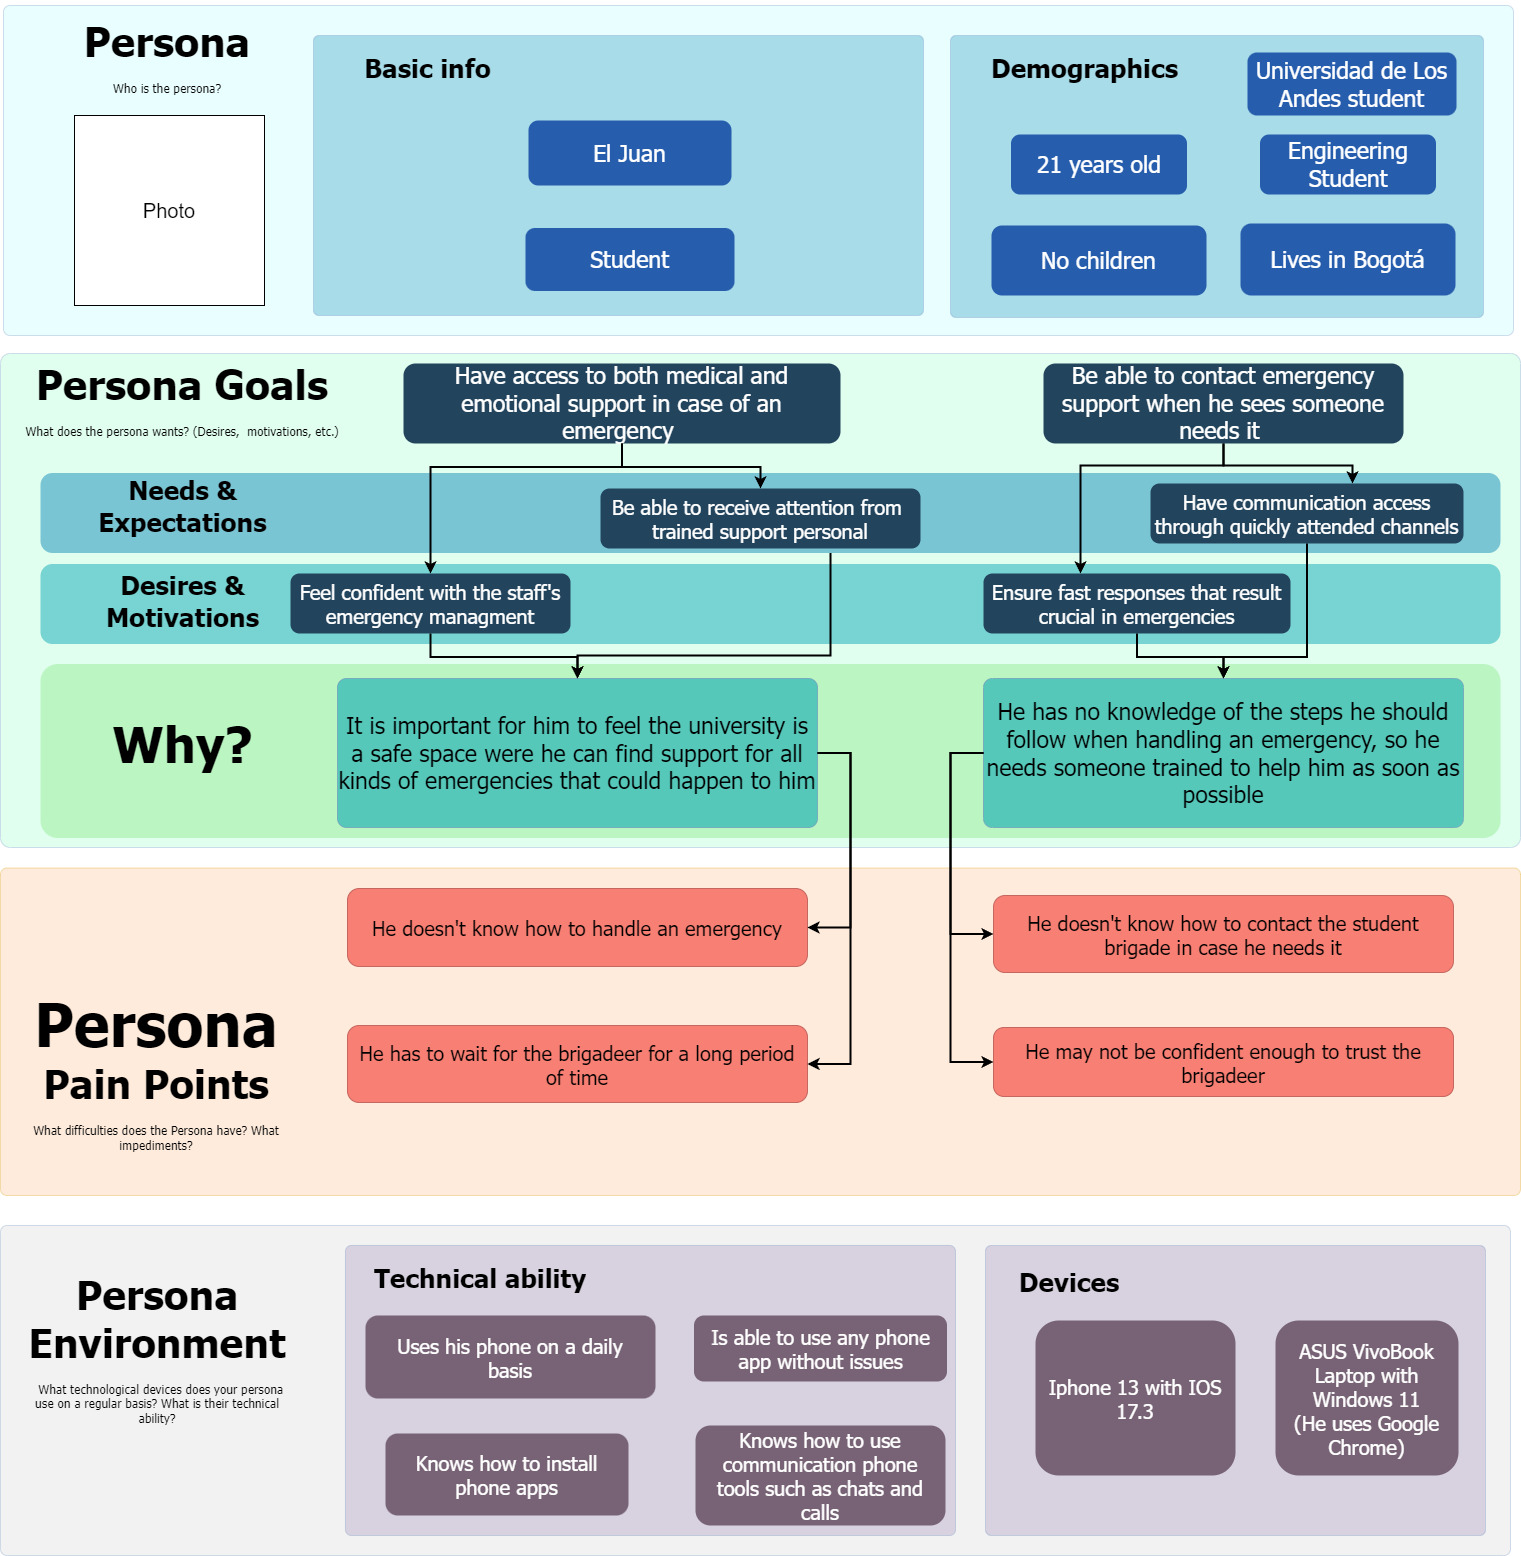 Persona
Who is the persona?
Photo
Basic info
El Juan
Student
Demographics
Universidad de Los
Andes student
21 years old
Engineering
Student
No children
Lives in Bogotá
Persona Goals
What does the persona wants? (Desires,  motivations, etc.)
Have access to both medical and
emotional support in case of an
emergency
Be able to contact emergency
support when he sees someone
needs it
Needs &
Expectations
Be able to receive attention from
trained support personal
Have communication access
through quickly attended channels
Desires &
Motivations
Feel confident with the staff's
emergency managment
Ensure fast responses that result
crucial in emergencies
Why?
It is important for him to feel the university is
a safe space were he can find support for all
kinds of emergencies that could happen to him
He has no knowledge of the steps he should
follow when handling an emergency, so he
needs someone trained to help him as soon as
possible
Persona
Pain Points
What difficulties does the Persona have? What
impediments?
He doesn't know how to handle an emergency
He doesn't know how to contact the student
brigade in case he needs it
He has to wait for the brigadeer for a long period
of time
He may not be confident enough to trust the
brigadeer
Persona
Environment
What technological devices does your persona
use on a regular basis? What is their technical
ability?
Technical ability
Uses his phone on a daily
basis
Is able to use any phone
app without issues
Knows how to install
phone apps
Knows how to use
communication phone
tools such as chats and
calls
Devices
Iphone 13 with IOS
17.3
ASUS VivoBook
Laptop with
Windows 11
(He uses Google
Chrome)